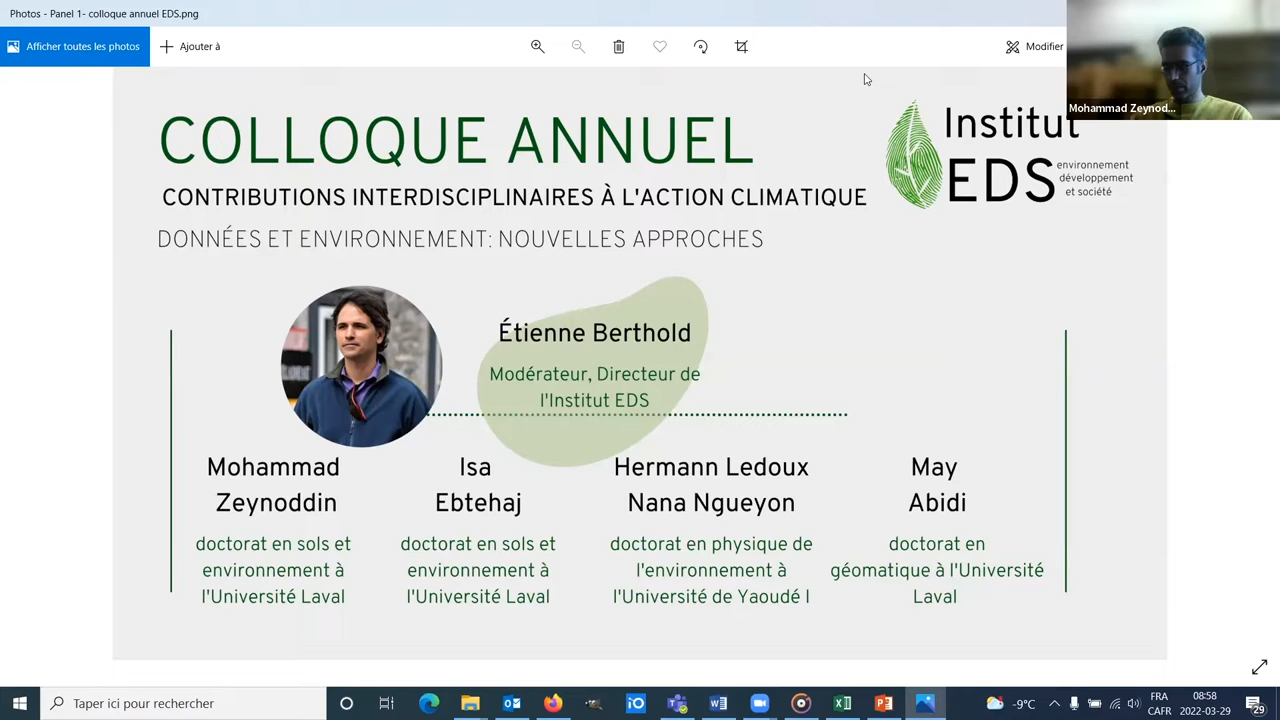 Photos - Panel 1- colloque annuel EDS.png
Afficher toutes les photos
Ajouter à
Modifier
Mohammad Zeynod...
COLLOQUE ANNUEL
CONTRIBUTIONS INTERDISCIPLINAIRES À L'ACTION CLIMATIQUE
DONNÉES ET ENVIRONNEMENT: NOUVELLES APPROCHES
Institut
EDS
environnement
développement
et société
Étienne Berthold
Modérateur, Directeur de
l'Institut EDS
Mohammad
Zeynoddin
doctorat en sols et
environnement à
l'Université Laval
Isa
Ebtehaj
doctorat en sols et
environnement à
l'Université Laval
Hermann Ledoux
Nana Ngueyon
doctorat en physique de
l'environnement à
l'Université de Yaoudé I
May
Abidi
doctorat en
géomatique à l'Université
Laval
Taper ici pour rechercher
-9°C
FRA
CAFR
08:58
2022-03-29
29